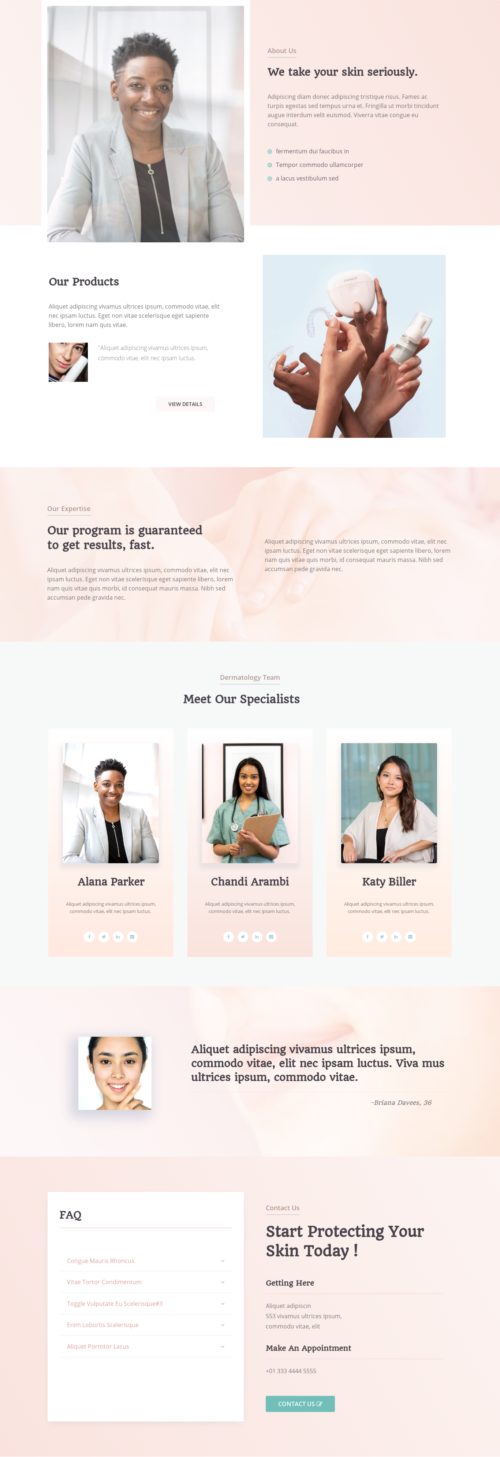 About Us
We take your skin seriously.
Adipiscing diam donec adipiscing tristique risus. Fames ac
turpis egestas sed tempus urna et. Fringilla ut morbi tincidunt
augue interdum velit euismod. Viverra vitae congue eu
consequat.
fermentum dui faucibus in
Tempor commodo ullamcorper
a lacus vestibulum sed
Our Products
Aliquet adipiscing vivamus ultrices ipsum, commodo vitae, elit
nec ipsam luctus. Eget non vitae scelerisque eget sapiente
libero, lorem nam quis vitae.
"Aliquet adipiscing vivamus ultrices ipsum,
commodo vitae, elit nec ipsam luctus.
VIEW DETAILS
Our Expertise
Our program is guaranteed
to get results, fast.
Aliquet adipiscing vivamus ultrices ipsum, commodo vitae, elit nec
ipsam luctus. Eget non vitae scelerisque eget sapiente libero, lorem
nam quis vitae quis morbi, id consequat mauris massa. Nibh sed
accumsan pede gravida nec.
Aliquet adipiscing vivamus ultrices ipsum, commodo vitae, elit nec
ipsam luctus. Eget non vitae scelerisque eget sapiente libero, lorem
nam quis vitae quis morbi, id consequat mauris massa. Nibh sed
accumsan pede gravida nec.
Dermatology Team
Meet Our Specialists
Alana Parker
Aliquet adipiscing vivamus ultrices ipsum,
commodo vitae, elit nec ipsam luctus.
Chandi Arambi
Aliquet adipiscing vivamus ultrices ipsum,
commodo vitae, elit nec ipsam luctus.
Katy Biller
Aliquet adipiscing vivamus ultrices ipsum,
commodo vitae, elit nec ipsam luctus.
Aliquet adipiscing vivamus ultrices ipsum,
commodo vitae, elit nec ipsam luctus. Viva mus
ultrices ipsum, commodo vitae.
-Briana Davees, 36
FAQ
Congue Mauris Rhoncus
Vitae Tortor Condimentum
Toggle Vulputate Eu Scelerisque#3
Enim Lobortis Scelerisque
Aliquet Porttitor Lacus
Contact Us
Start Protecting Your
Skin Today !
Getting Here
Aliquet adipiscin
553 vivamus ultrices ipsum,
commodo vitae, elit
Make An Appointment
+01 333 4444 5555
CONTACT US